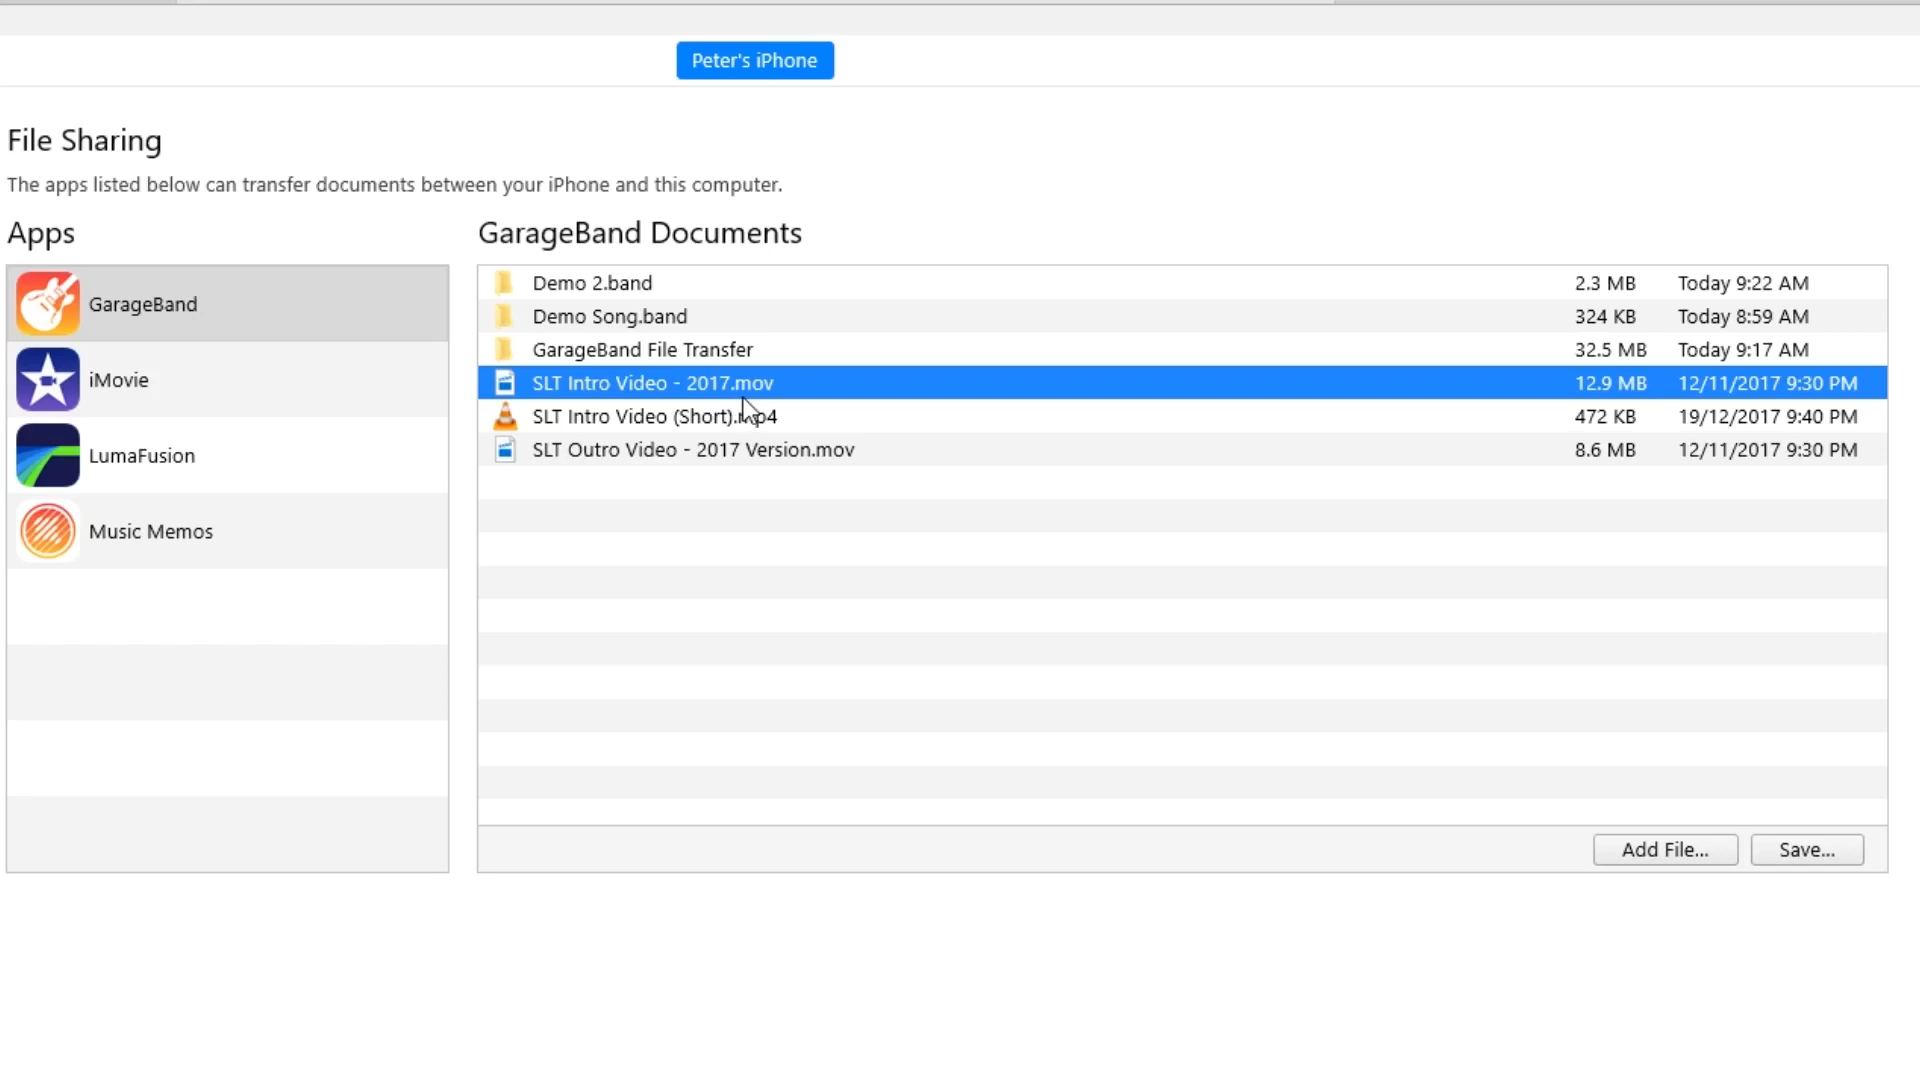 Peter's iPhone
File Sharing
The apps listed below can transfer documents between your iPhone and this computer.
Apps
GarageBand
iMovie
LumaFusion
Music Memos
GarageBand Documents
Demo 2.band 2.3 MB Today 9:22 AM
Demo Song.band 324 KB Today 8:59 AM
GarageBand File Transfer 32.5 MB Today 9:17 AM
SLT Intro Video - 2017.mov 12.9 MB 12/11/2017 9:30 PM
SLT Intro Video (Short).mp4 472 KB 19/12/2017 9:40 PM
SLT Outro Video - 2017 Version.mov 8.6 MB 12/11/2017 9:30 PM
Add File... Save...